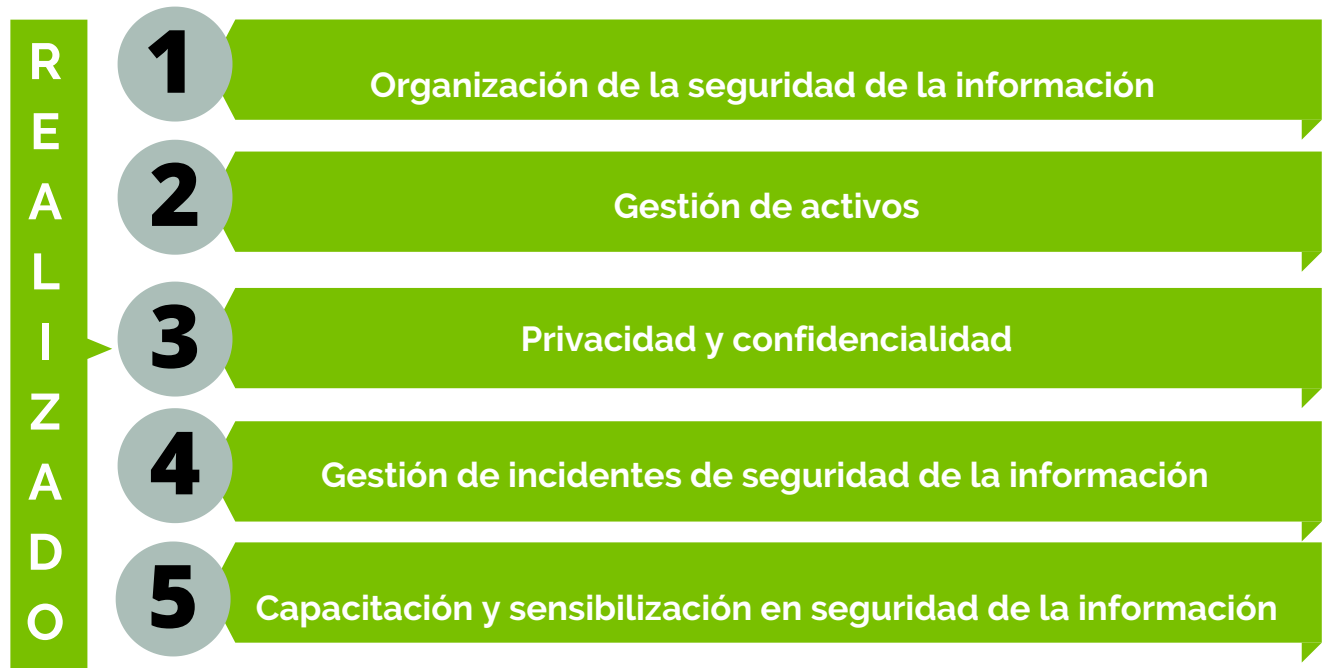 REALIZADO
1
Organización de la seguridad de la información
2
Gestión de activos
3
Privacidad y confidencialidad
4
Gestión de incidentes de seguridad de la información
5
Capacitación y sensibilización en seguridad de la información